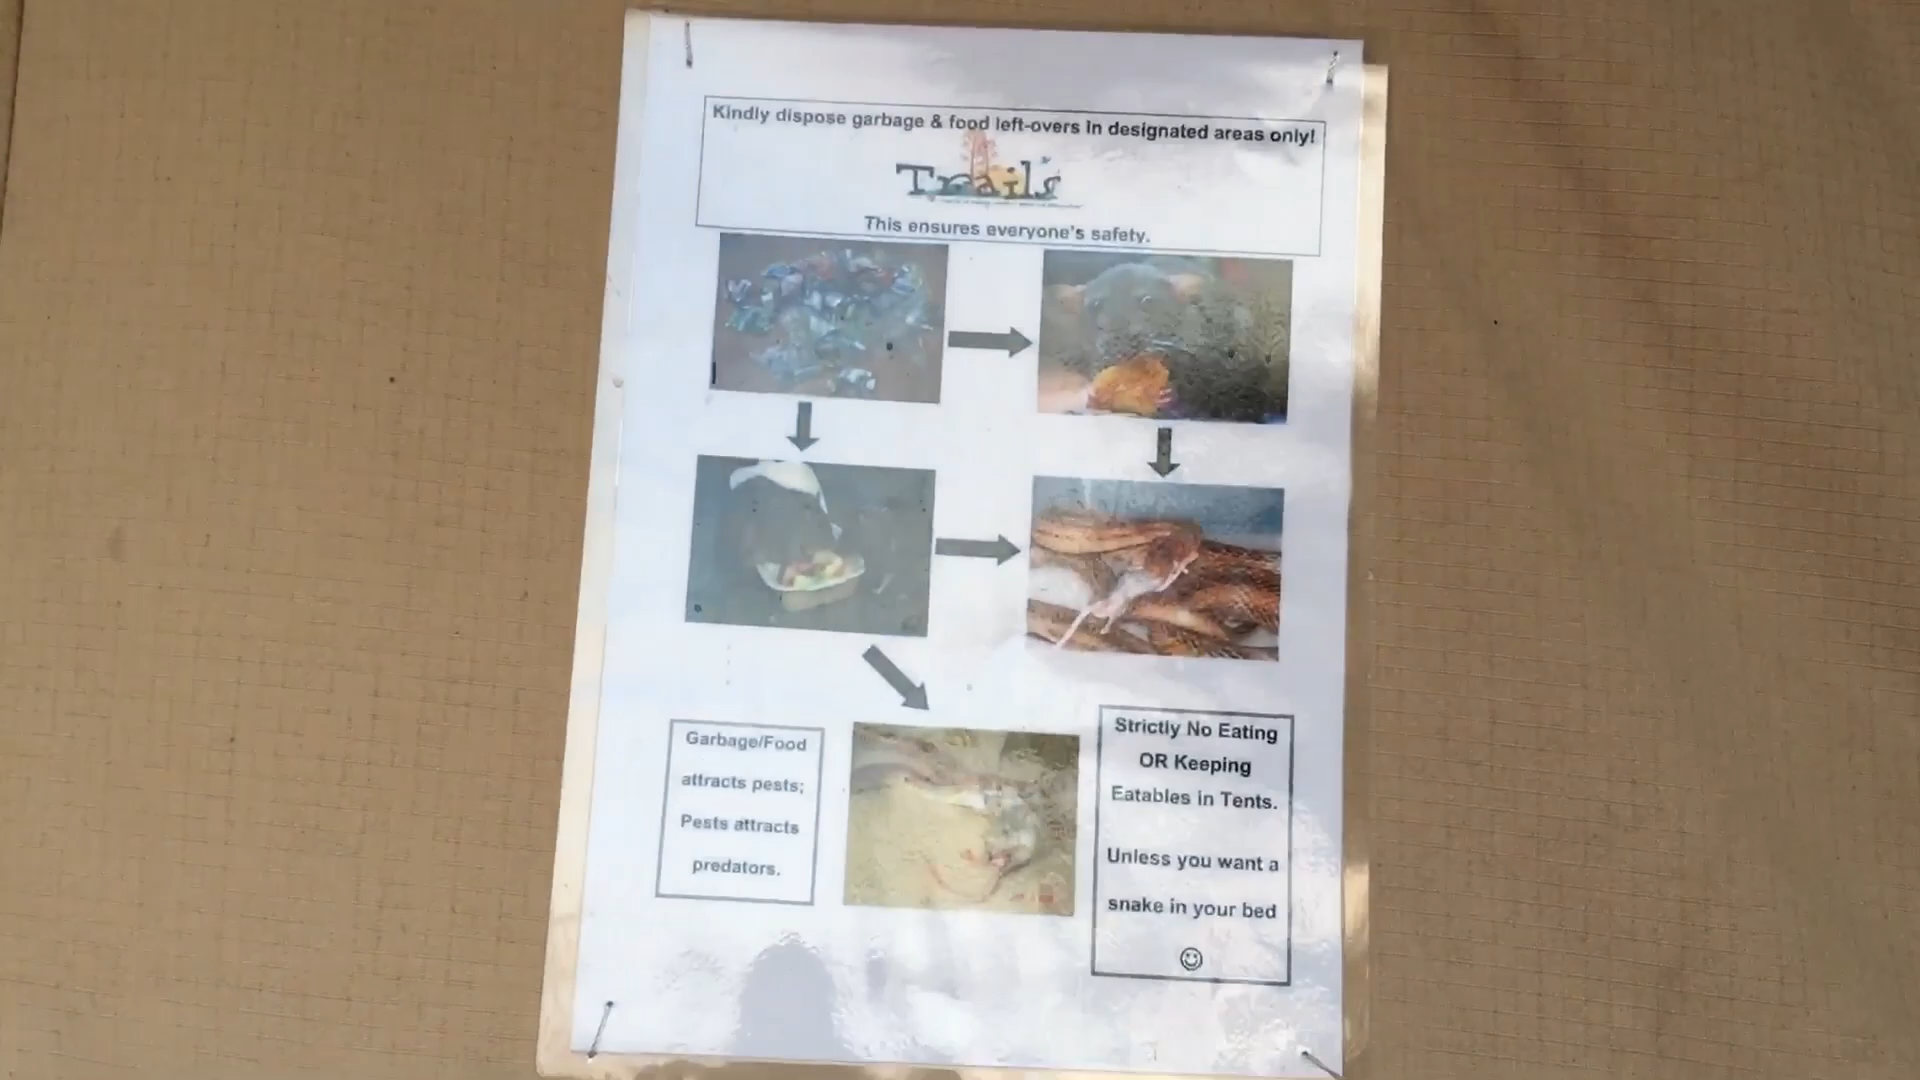 Kindly dispose garbage & food left-overs in designated areas only!
Trails
This ensures everyone's safety.
Garbage/Food
attracts pests;
Pests attracts
predators.
Strictly No Eating
OR Keeping
Eatables in Tents.
Unless you want a
snake in your bed